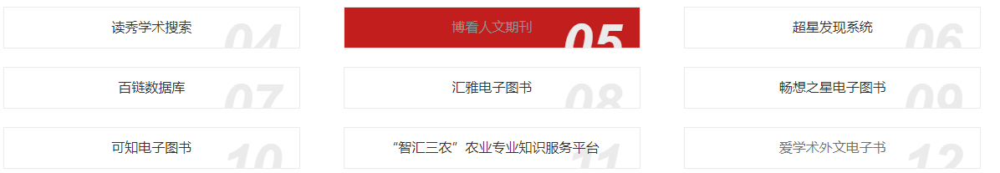 读秀学术搜索 04
博看人文期刊 05
超星发现系统 06
百链数据库 07
汇雅电子图书 08
畅想之星电子图书 09
可知电子图书 10
“智汇三农”农业专业知识服务平台 11
爱学术外文电子书 12